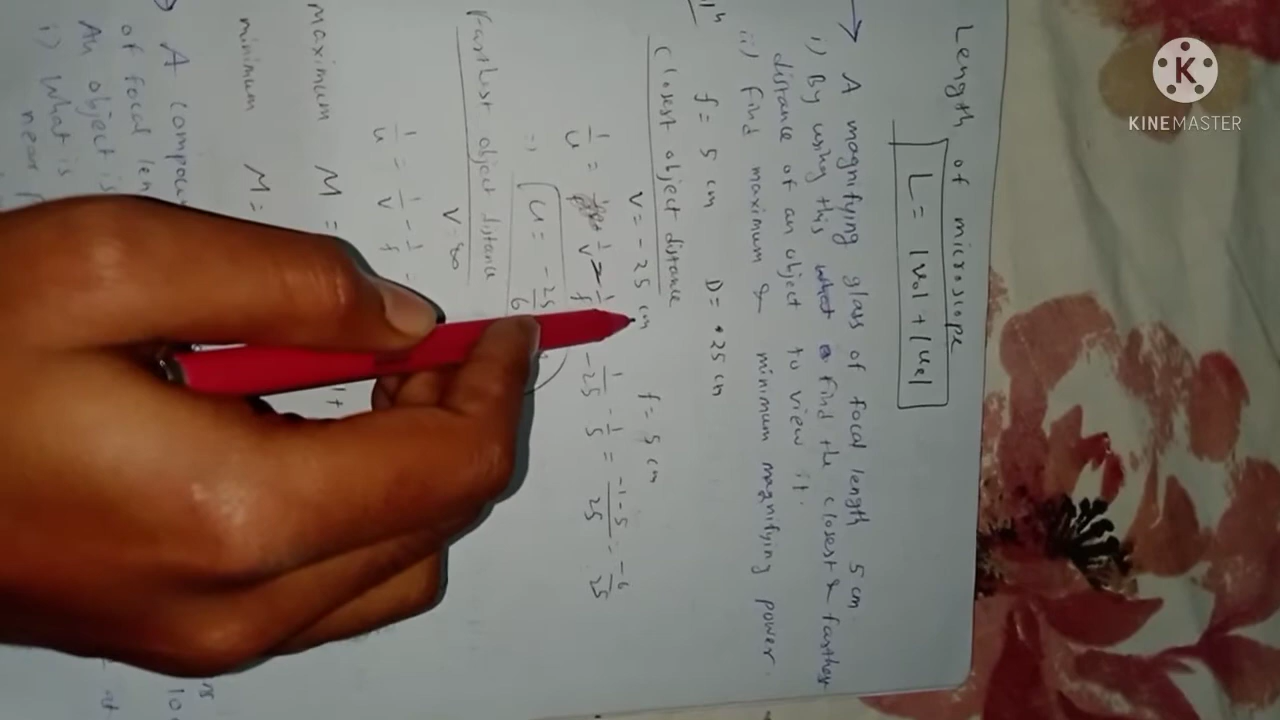 Length of microscope
L = |v₀| + |uₑ|
→ A magnifying glass of focal length 5 cm
i) By using this find the closest & farthest
distance of an object to view it.
ii) find maximum & minimum magnifying power.
f = 5 cm D = 25 cm
Closest object distance
v = -25 cm f = 5 cm
1/u = 1/v - 1/f 1/-25 - 1/5 = -1-5/25 = -6/25
⇒ u = -25/6
Farthest object distance
v = ∞
1/u = 1/v - 1/f =
maximum M = 1+
minimum M =
→ A
of focal len
An object is at
i) What is
near
KINEMASTER